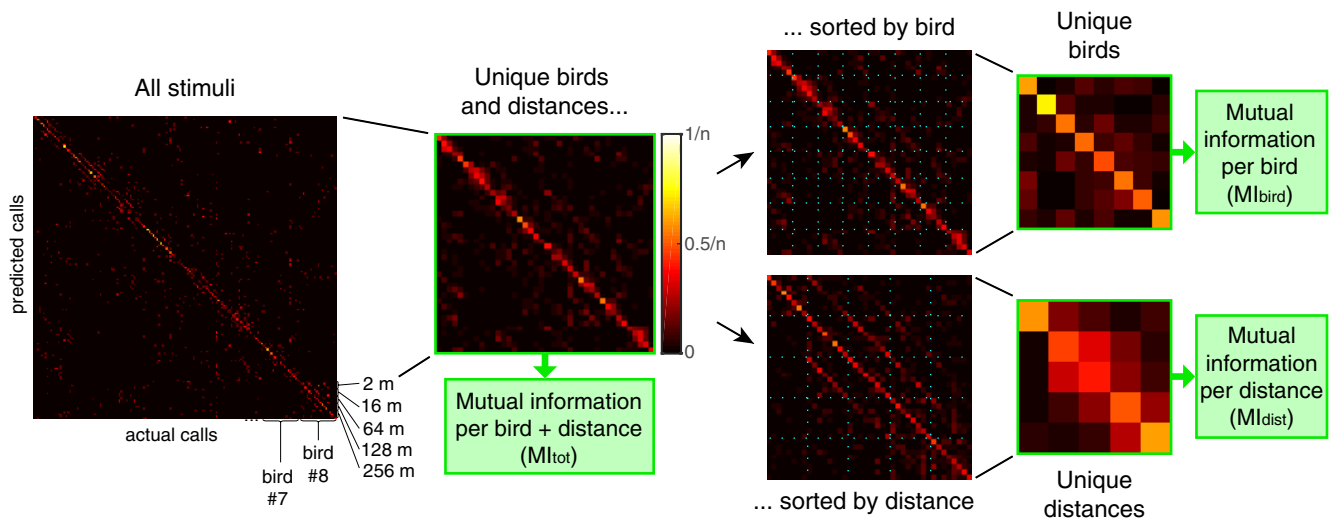 All stimuli
predicted calls
actual calls
...
bird
#7
bird
#8
2 m
16 m
64 m
128 m
256 m
Unique birds
and distances...
1/n
0.5/n
0
Mutual information
per bird + distance
(MItot)
... sorted by bird
Unique
birds
Mutual
information
per bird
(MIbird)
... sorted by distance
Unique
distances
Mutual
information
per distance
(MIdist)